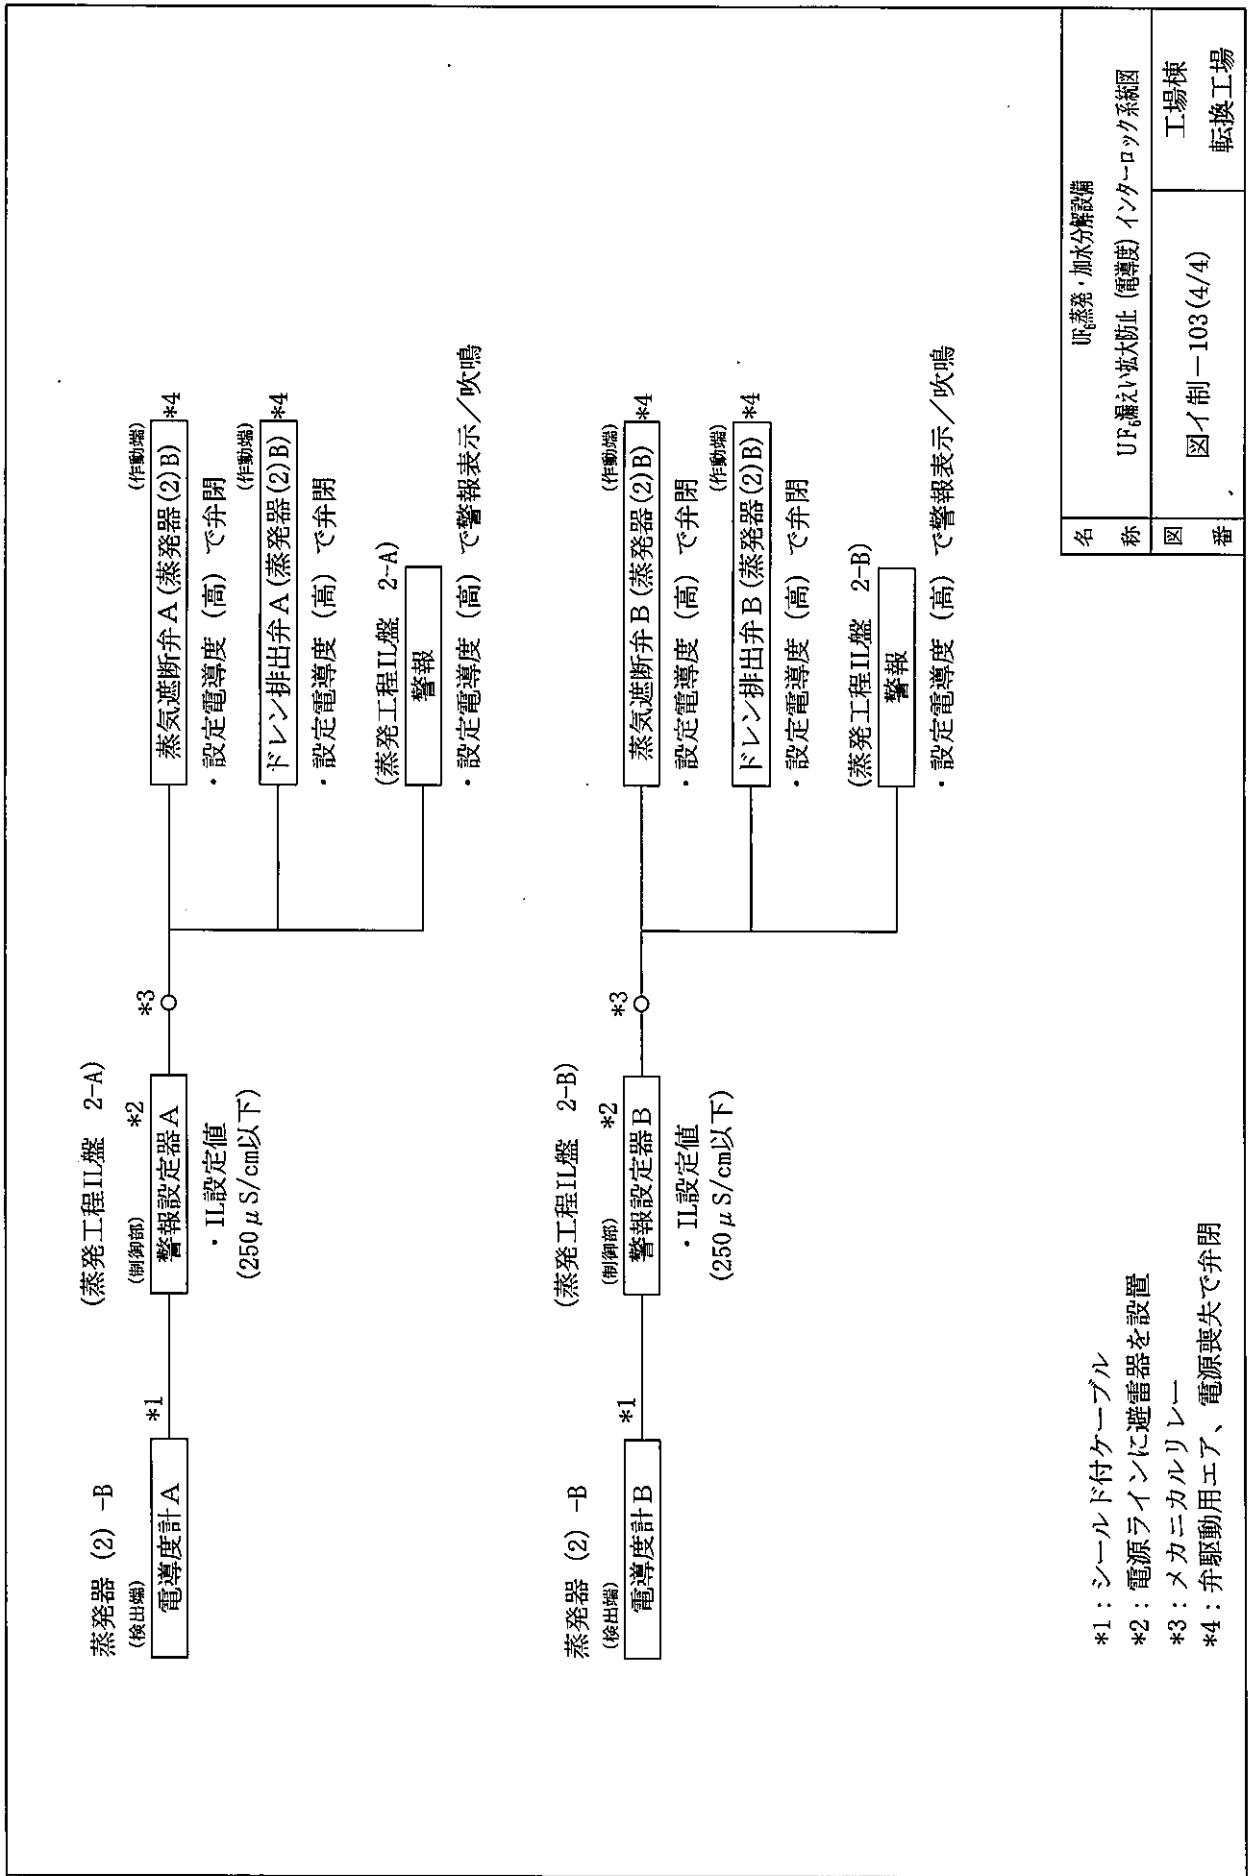 蒸発器 (2) -B
(検出端)
電導度計A
*1
(蒸発工程IL盤 2-A)
(制御部) *2
警報設定器A
・IL設定値
(250μS/cm以下)
*3
(作動端)
蒸気遮断弁A(蒸発器(2)B) *4
・設定電導度(高)で弁閉
(作動端)
ドレン排出弁A(蒸発器(2)B) *4
・設定電導度(高)で弁閉
(蒸発工程IL盤 2-A)
警報
・設定電導度(高)で警報表示/吹鳴
蒸発器 (2) -B
(検出端)
電導度計B
*1
(蒸発工程IL盤 2-B)
(制御部) *2
警報設定器B
・IL設定値
(250μS/cm以下)
*3
(作動端)
蒸気遮断弁B(蒸発器(2)B) *4
・設定電導度(高)で弁閉
(作動端)
ドレン排出弁B(蒸発器(2)B) *4
・設定電導度(高)で弁閉
(蒸発工程IL盤 2-B)
警報
・設定電導度(高)で警報表示/吹鳴
*1:シールド付ケーブル
*2:電源ラインに避雷器を設置
*3:メカニカルリレー
*4:弁駆動用エア、電源喪失で弁閉
名称
UF₆蒸発・加水分解設備
UF₆漏えい拡大防止(電導度)インターロック系統図
図番
図イ制-103(4/4)
工場棟
転換工場